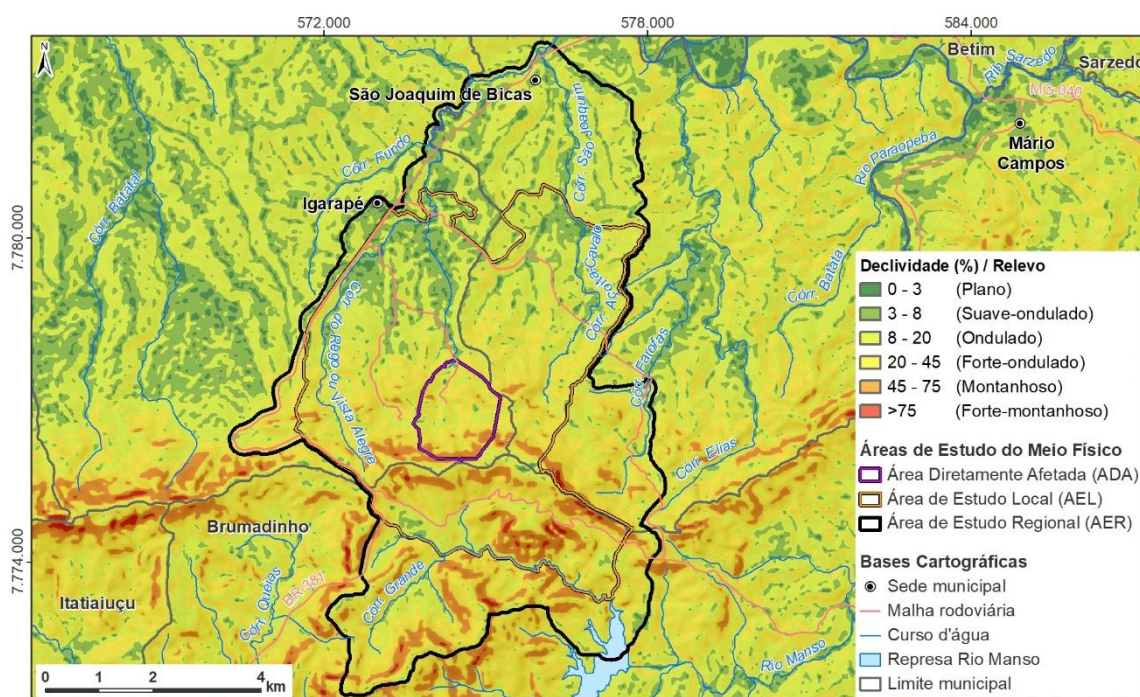 572.000
578.000
584.000
N
Betim
Rib. Sarzedo
Sarzedo
MG-040
São Joaquim de Bicas
Mário
Campos
Rio Paraopeba
Córr. São Joaquim
Córr. Fundo
Igarapé
Córr. Batatal
7.780.000
Córr. Açoita-Cavalo
Córr. Batata
Córr. do Rego ou Vista Alegre
Córr. Farofas
Córr. Elias
Brumadinho
7.774.000
Córr. Grande
BR-381
Córr. Queias
Itatiaiuçu
Rio Manso
0 1 2 4
km
Declividade (%) / Relevo
0 - 3 (Plano)
3 - 8 (Suave-ondulado)
8 - 20 (Ondulado)
20 - 45 (Forte-ondulado)
45 - 75 (Montanhoso)
>75 (Forte-montanhoso)
Áreas de Estudo do Meio Físico
Área Diretamente Afetada (ADA)
Área de Estudo Local (AEL)
Área de Estudo Regional (AER)
Bases Cartográficas
Sede municipal
Malha rodoviária
Curso d'água
Represa Rio Manso
Limite municipal